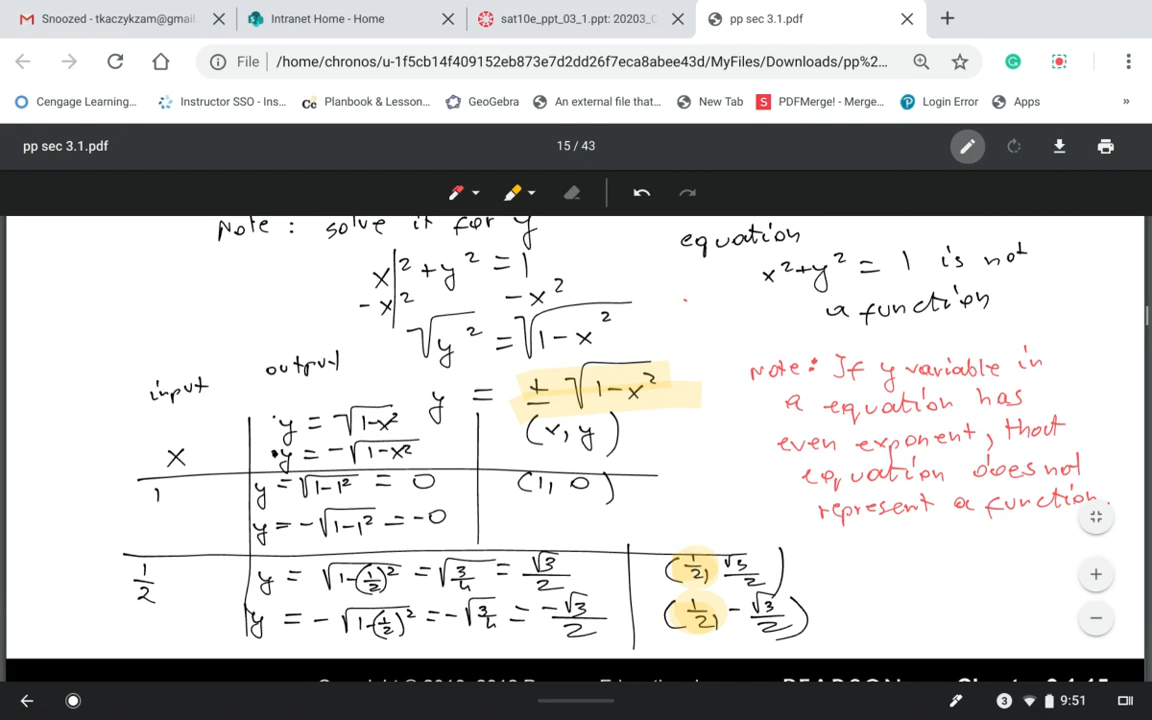 Snoozed - tkaczykzam@gmail.
Intranet Home - Home
sat10e_ppt_03_1.ppt: 20203_C
pp sec 3.1.pdf
File /home/chronos/u-1f5cb14f409152eb873e7d2dd26f7eca8abee43d/MyFiles/Downloads/pp%2...
Cengage Learning... Instructor SSO - Ins... Planbook & Lesson... GeoGebra An external file that... New Tab PDFMerge! - Merge... Login Error Apps »
pp sec 3.1.pdf 15 / 43
Note : solve it for y
x² + y² = 1
-x² -x²
√y² = √1-x²
y = ± √1-x²
equation
x²+y² = 1 is not
a function
Note: If y variable in
a equation has
even exponent, that
equation does not
represent a function.
input output
x y = √1-x² (x, y)
y = -√1-x²
1 y = √1-1² = 0 (1, 0)
y = -√1-1² = -0
1/2 y = √1-(1/2)² = √3/4 = √3/2 (1/2, √3/2)
y = -√1-(1/2)² = -√3/4 = -√3/2 (1/2, -√3/2)
3 9:51